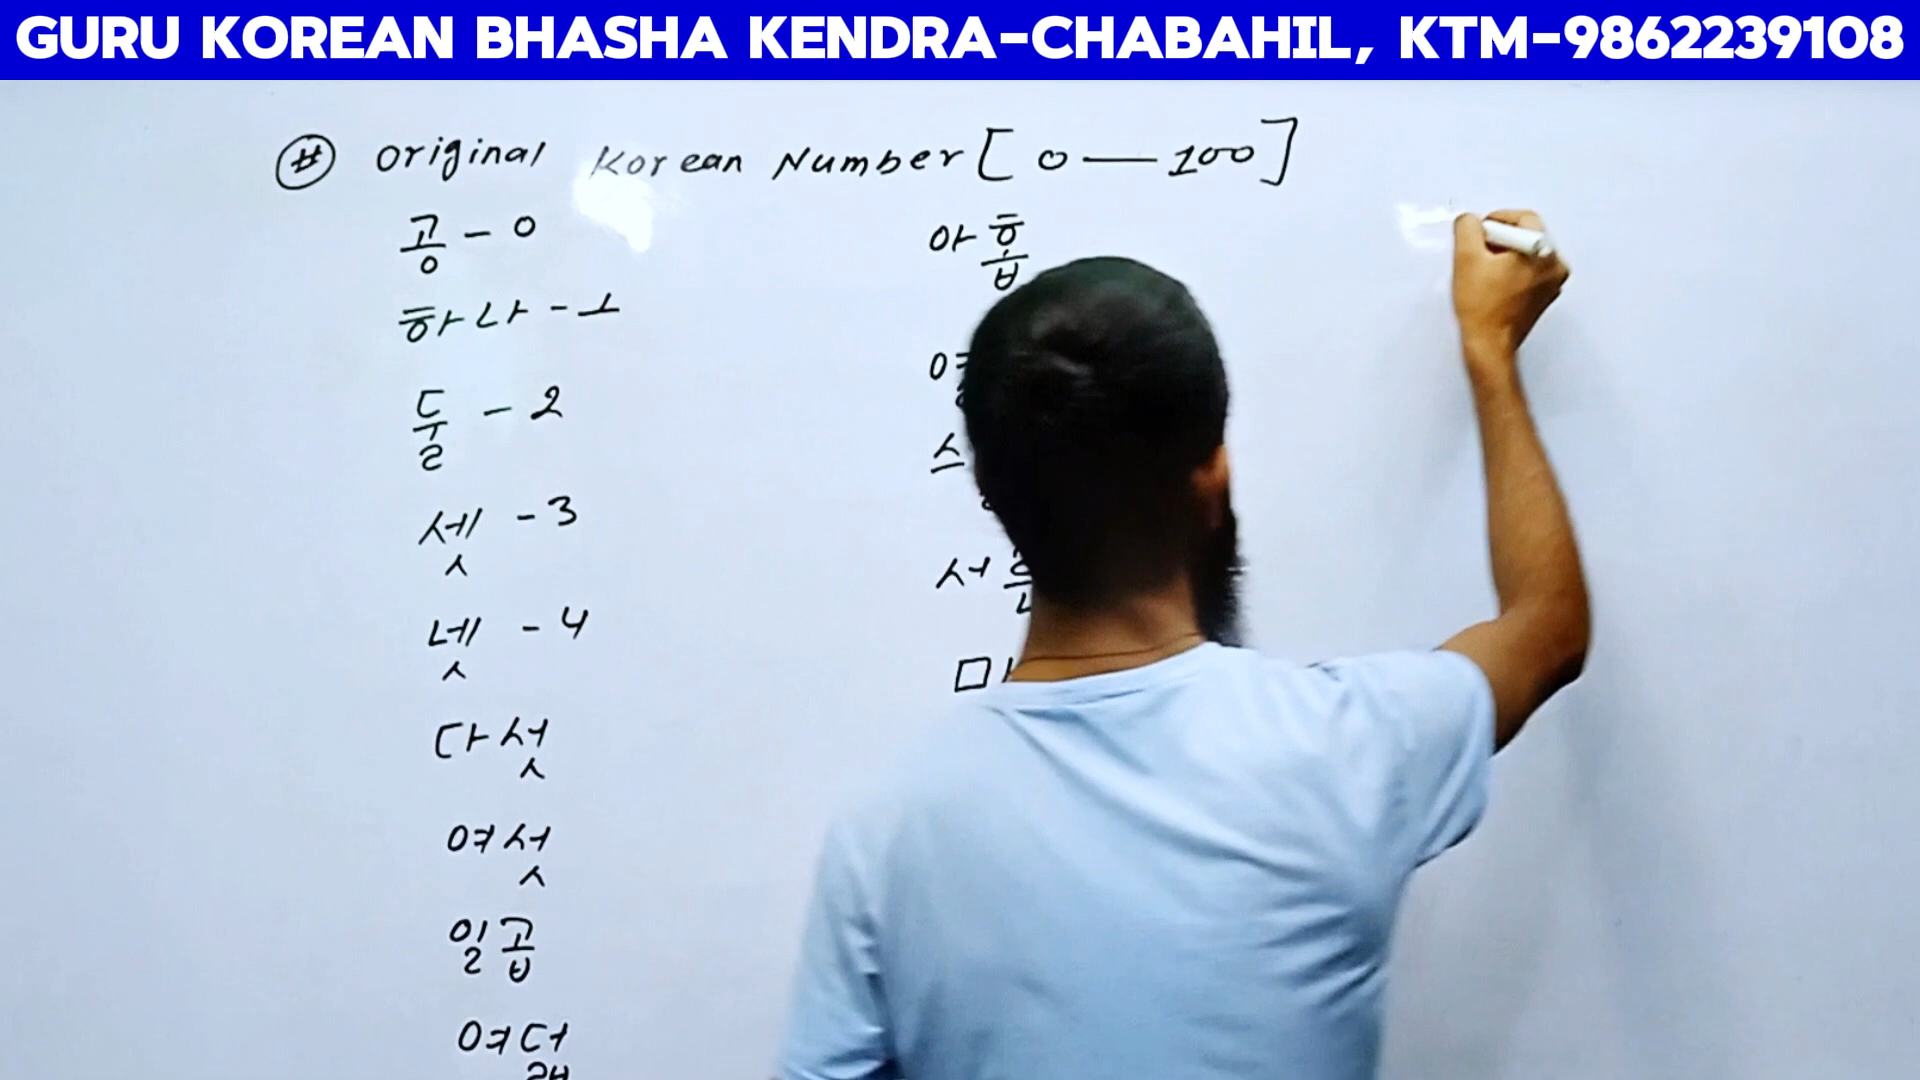 GURU KOREAN BHASHA KENDRA-CHABAHIL, KTM-9862239108
# Original Korean Number [0—100]
공 - 0
하나 - 1
둘 - 2
셋 - 3
넷 - 4
다섯
여섯
일곱
여덟
아홉